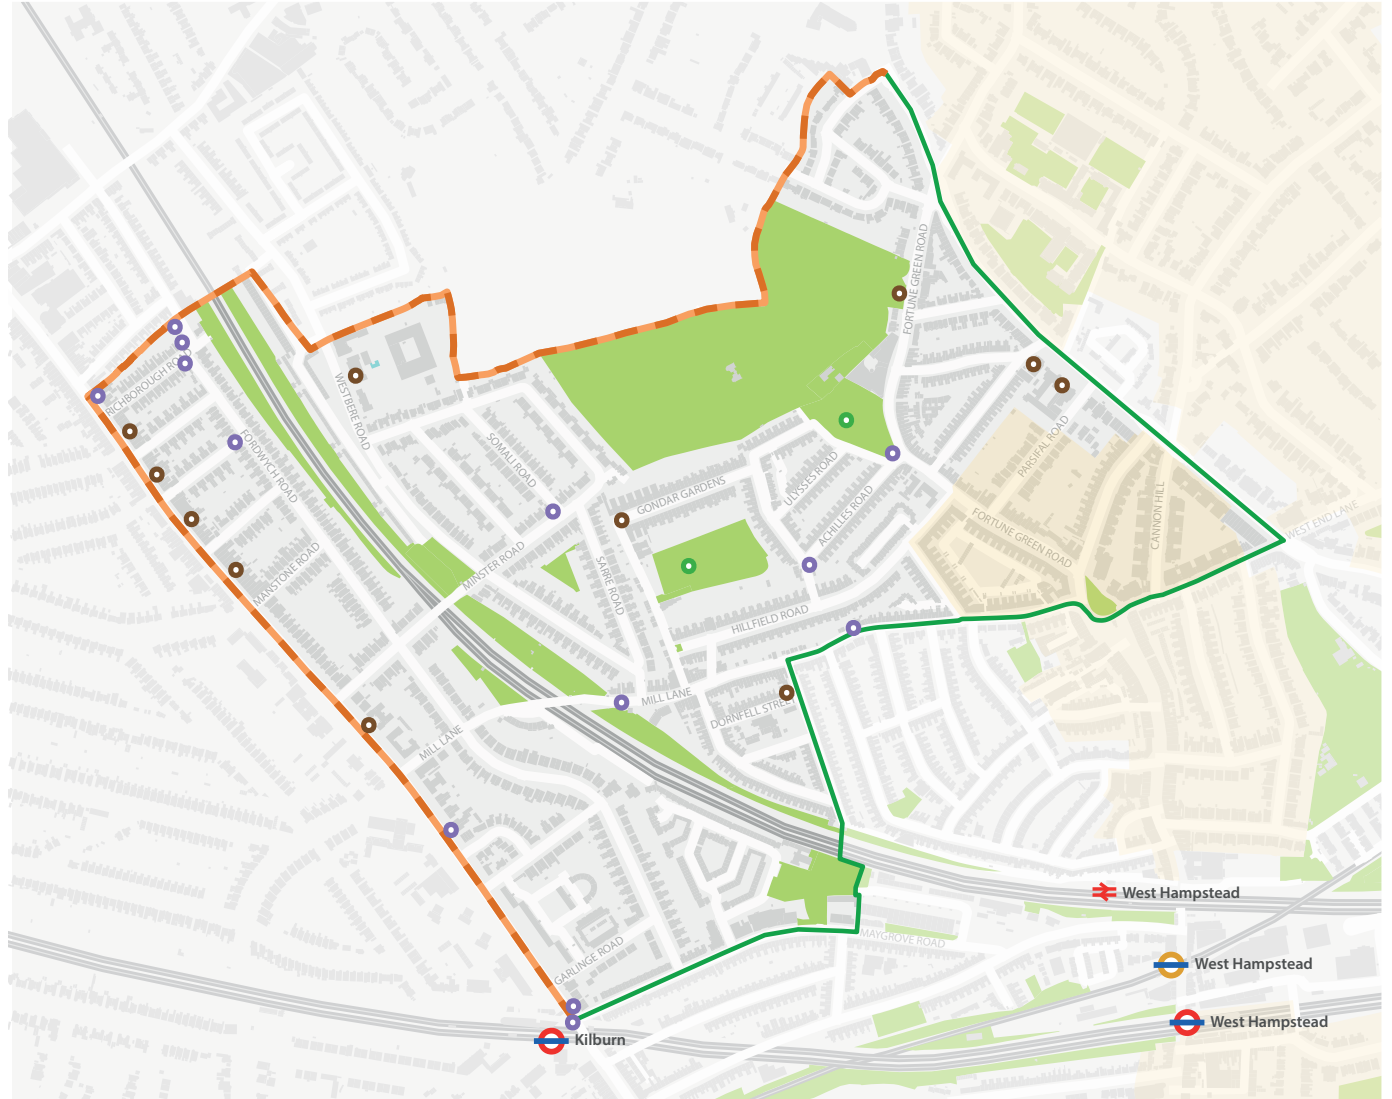 FORTUNE GREEN ROAD
RICHBOROUGH ROAD
WESTBERE ROAD
FORDWYCH ROAD
SOMALI ROAD
PARSIFAL ROAD
GONDAR GARDENS
ULYSSES ROAD
ACHILLES ROAD
CANNON HILL
FORTUNE GREEN ROAD
WEST END LANE
MANSTONE ROAD
MINSTER ROAD
SARRE ROAD
HILLFIELD ROAD
MILL LANE
DORNFELL STREET
MILL LANE
West Hampstead
MAYGROVE ROAD
GARLINGE ROAD
West Hampstead
West Hampstead
Kilburn